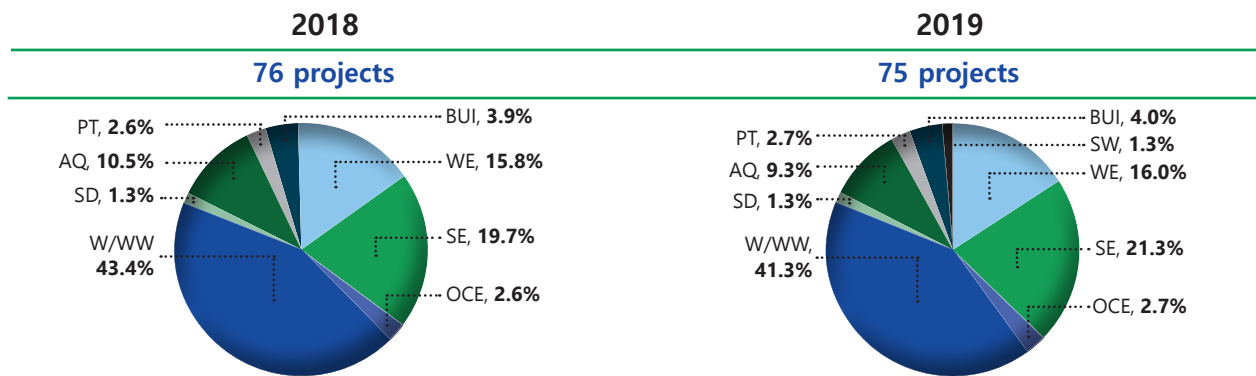 2018
76 projects
BUI, 3.9%
PT, 2.6%
AQ, 10.5%
WE, 15.8%
SD, 1.3%
W/WW
43.4%
SE, 19.7%
OCE, 2.6%
2019
75 projects
BUI, 4.0%
PT, 2.7%
SW, 1.3%
AQ, 9.3%
WE, 16.0%
SD, 1.3%
W/WW,
41.3%
SE, 21.3%
OCE, 2.7%